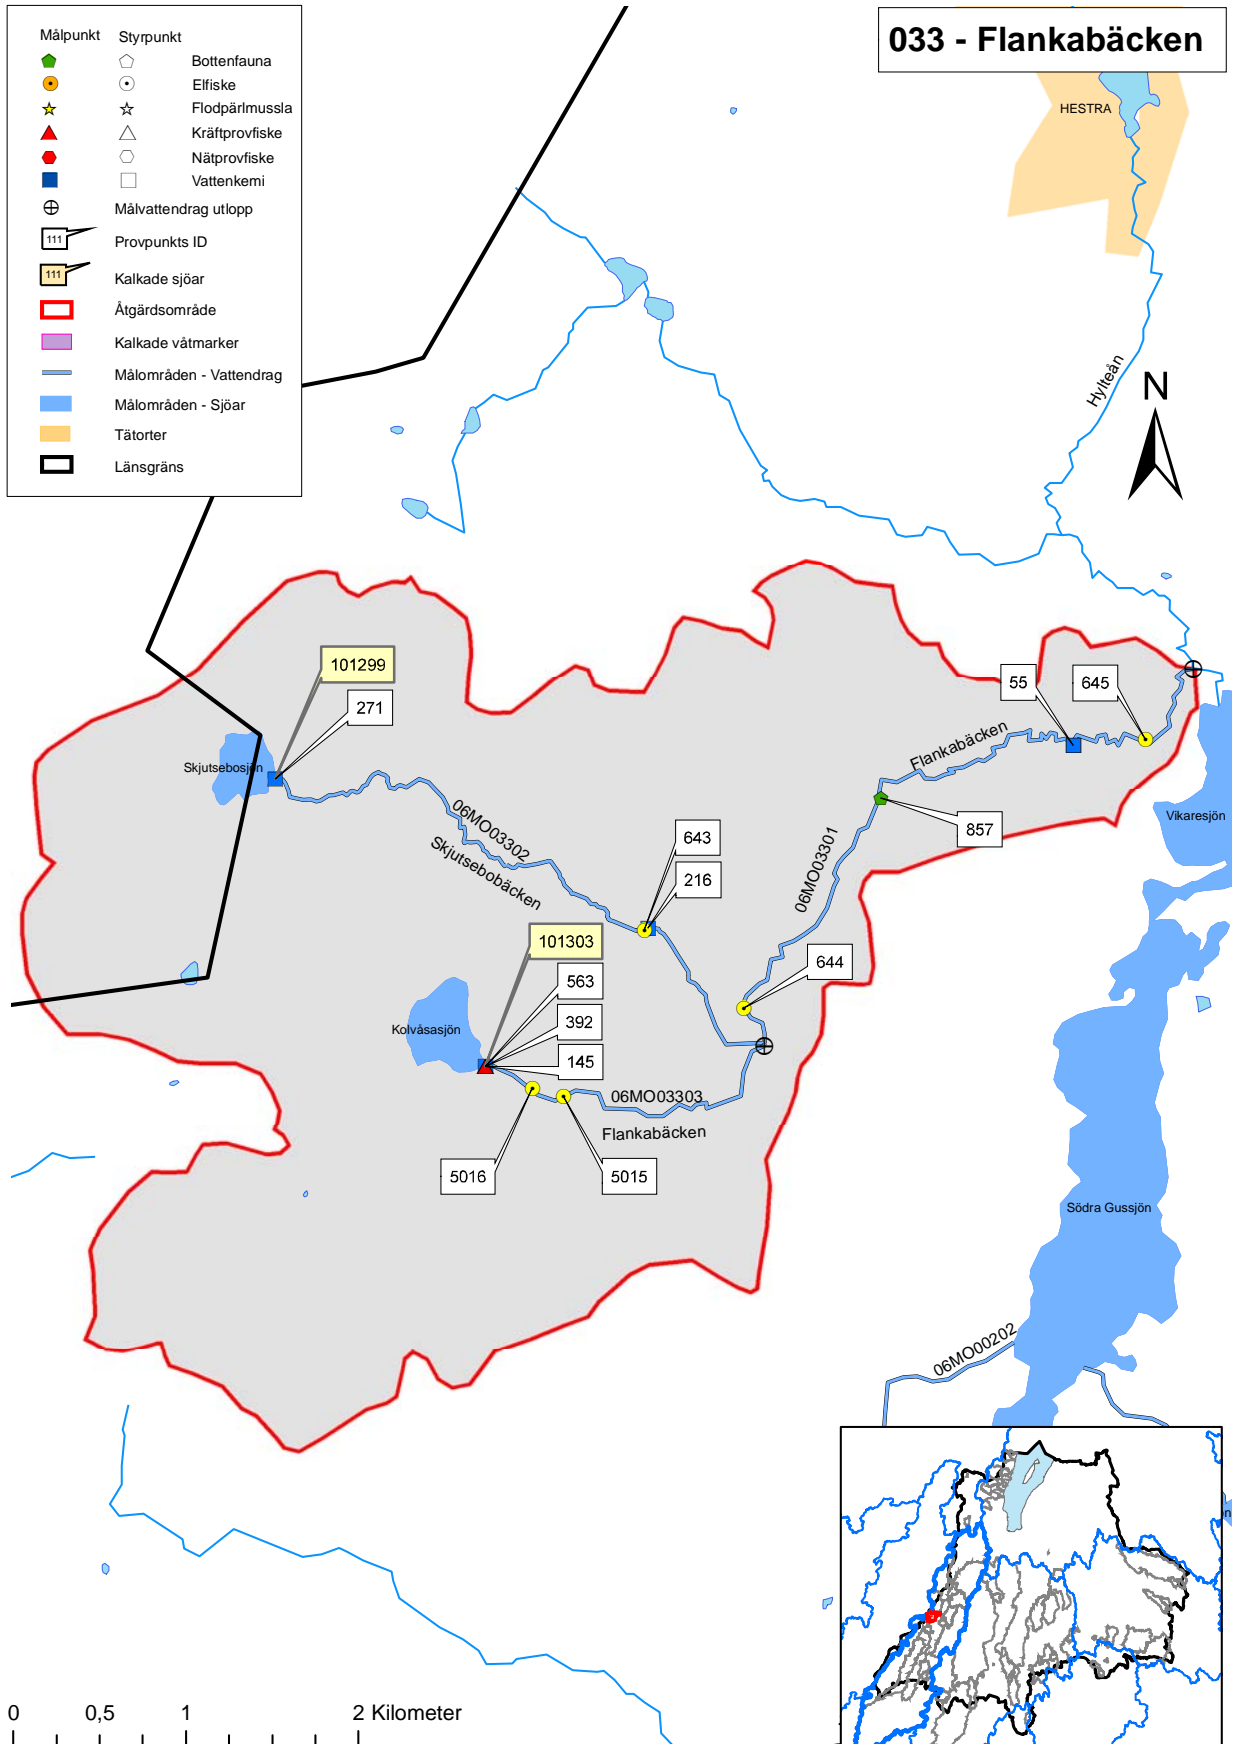 033 - Flankabäcken
Målpunkt Styrpunkt
Bottenfauna
Elfiske
Flodpärlmussla
Kräftprovfiske
Nätprovfiske
Vattenkemi
Målvattendrag utlopp
111 Provpunkts ID
111 Kalkade sjöar
Åtgärdsområde
Kalkade våtmarker
Målområden - Vattendrag
Målområden - Sjöar
Tätorter
Länsgräns
HESTRA
Hylteån
N
101299
271
55
645
Skjutsebosjön
Flankabäcken
06MO03302
Skjutsebobäcken
643
216
857
Vikaresjön
06MO03301
101303
563
392
145
644
Kolvåsasjön
06MO03303
Flankabäcken
5016
5015
Södra Gussjön
06MO00202
0 0,5 1 2 Kilometer